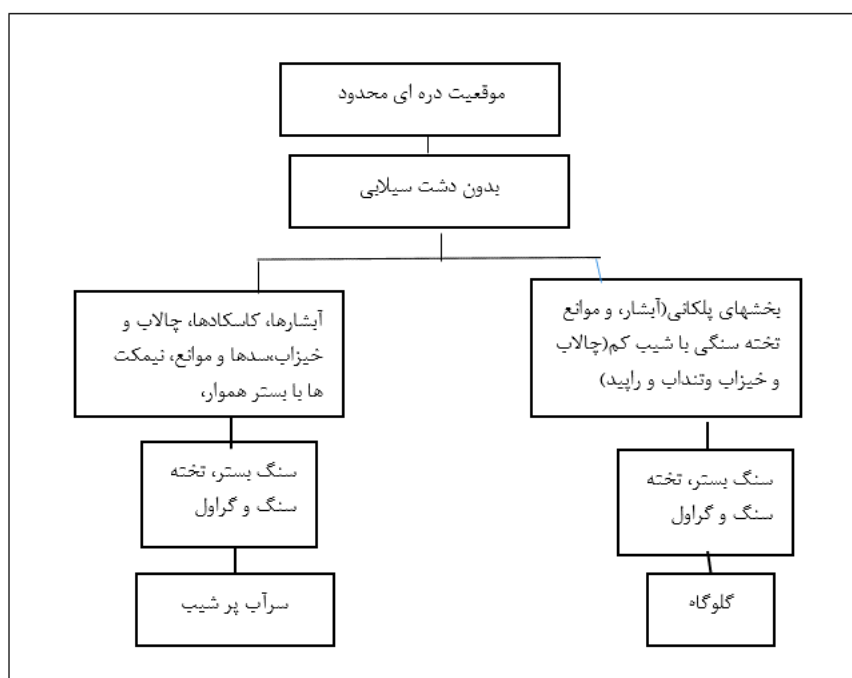 موقعیت دره ای محدود
بدون دشت سیلابی
بخشهای پلکانی(آبشار، و موانع
تخته سنگی با شیب کم(چالاب
و خیزاب وتنداب و راپید)
آبشارها، کاسکادها، چالاب و
خیزاب،سدها و موانع، نیمکت
ها با بستر هموار،
سنگ بستر، تخته
سنگ و گراول
سنگ بستر، تخته
سنگ و گراول
گلوگاه
سرآب پر شیب